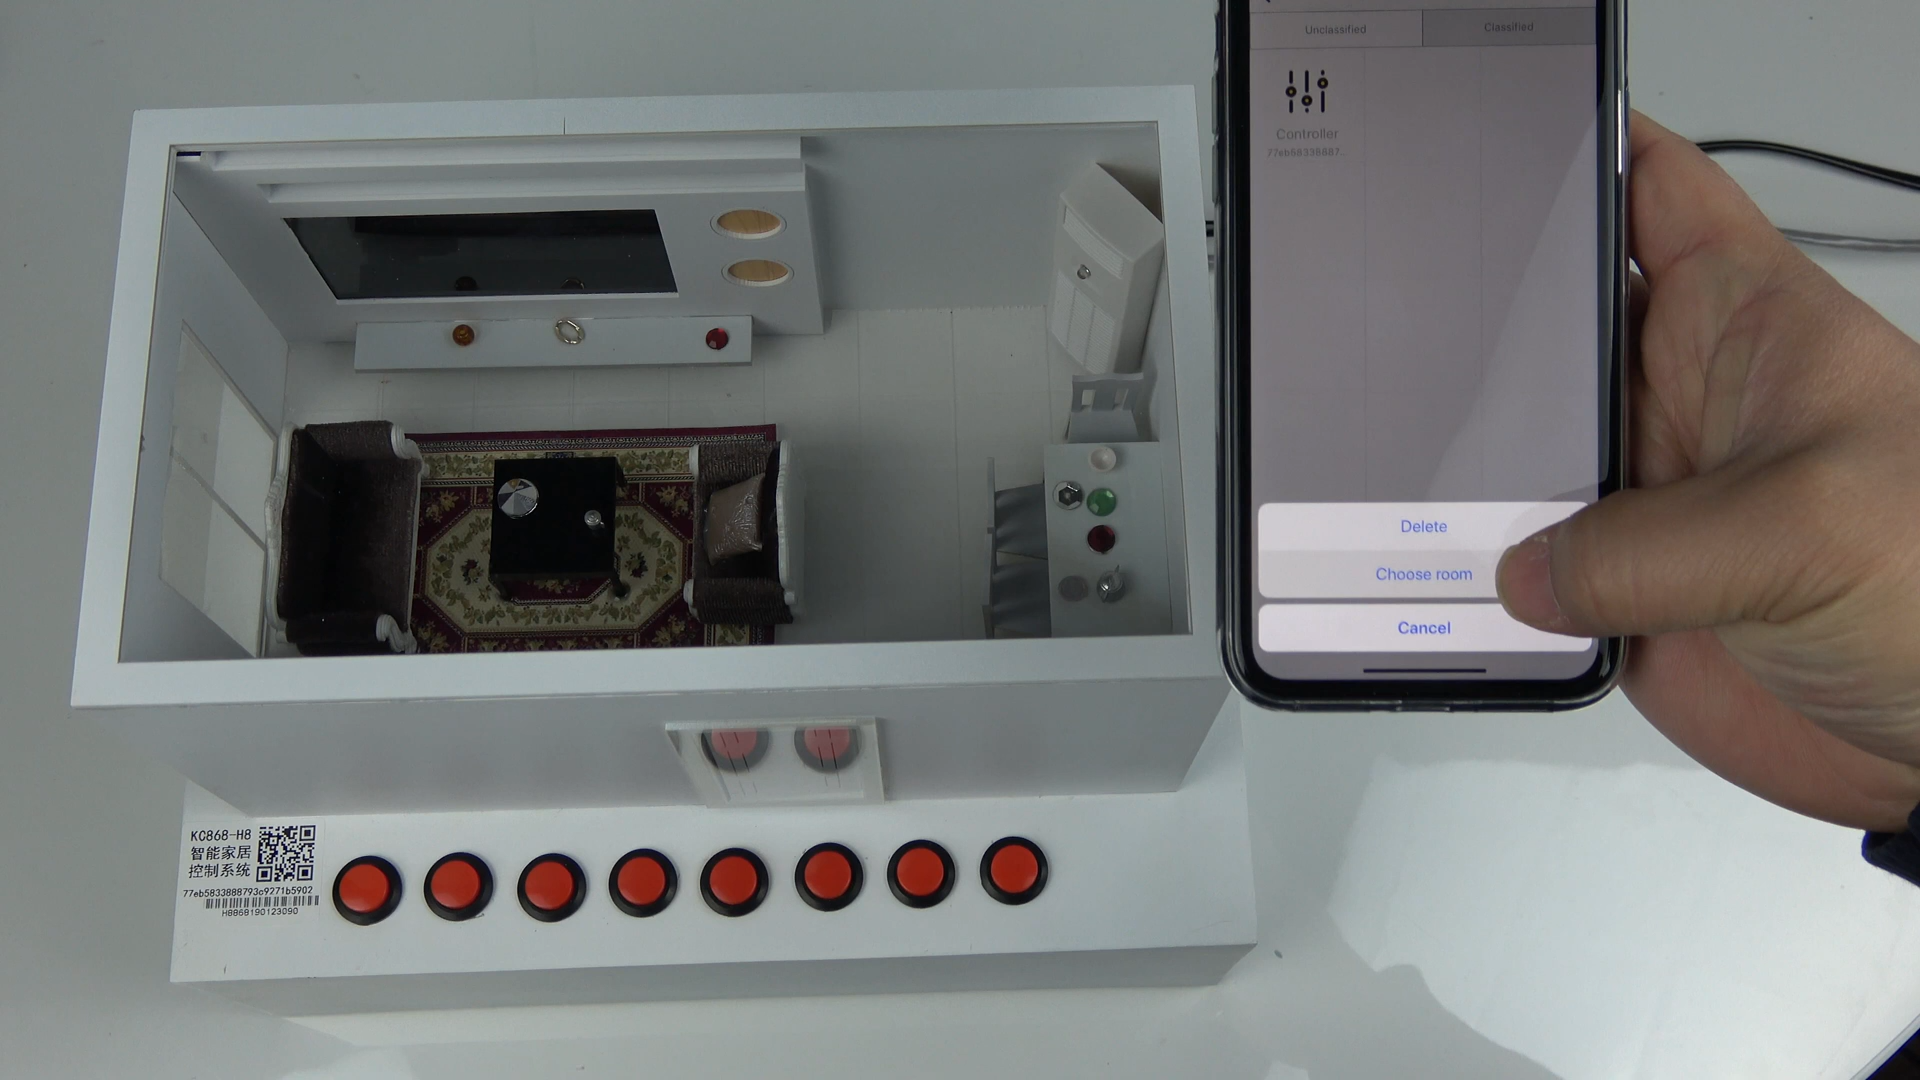 Unclassified
Classified
Controller
77eb58338887...
Delete
Choose room
Cancel
KC868-H8
智能家居
控制系统
77eb5833888793c9271b5902
H8868190123090